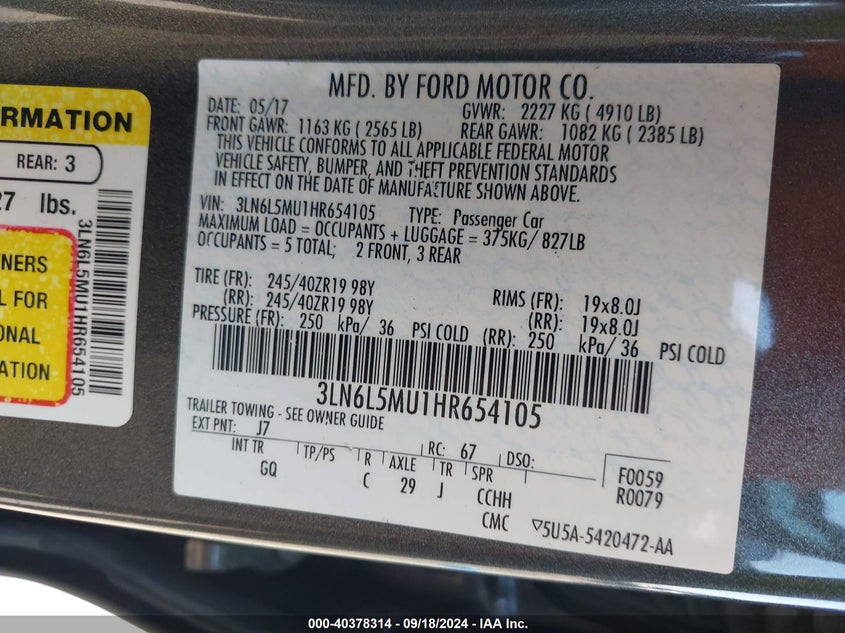 RMATION
REAR: 3
27 lbs.
NERS
L FOR
ONAL
ATION
3LN6L5MU1HR654105
MFD. BY FORD MOTOR CO.
DATE: 05/17 GVWR: 2227 KG ( 4910 LB)
FRONT GAWR: 1163 KG ( 2565 LB) REAR GAWR: 1082 KG ( 2385 LB)
THIS VEHICLE CONFORMS TO ALL APPLICABLE FEDERAL MOTOR
VEHICLE SAFETY, BUMPER, AND THEFT PREVENTION STANDARDS
IN EFFECT ON THE DATE OF MANUFACTURE SHOWN ABOVE.
VIN: 3LN6L5MU1HR654105 TYPE: Passenger Car
MAXIMUM LOAD = OCCUPANTS + LUGGAGE = 375KG/ 827LB
OCCUPANTS = 5 TOTAL; 2 FRONT, 3 REAR
TIRE (FR): 245/40ZR19 98Y RIMS (FR): 19x8.0J
(RR): 245/40ZR19 98Y (RR): 19x8.0J
PRESSURE (FR): 250 kPa/ 36 PSI COLD (RR): 250 kPa/ 36 PSI COLD
3LN6L5MU1HR654105
TRAILER TOWING - SEE OWNER GUIDE
EXT PNT: J7 RC: 67 DSO: F0059
INT TR TP/PS R AXLE TR SPR R0079
GQ C 29 J CCHH
CMC ▽5U5A-5420472-AA
000-40378314 - 09/18/2024 - IAA Inc.